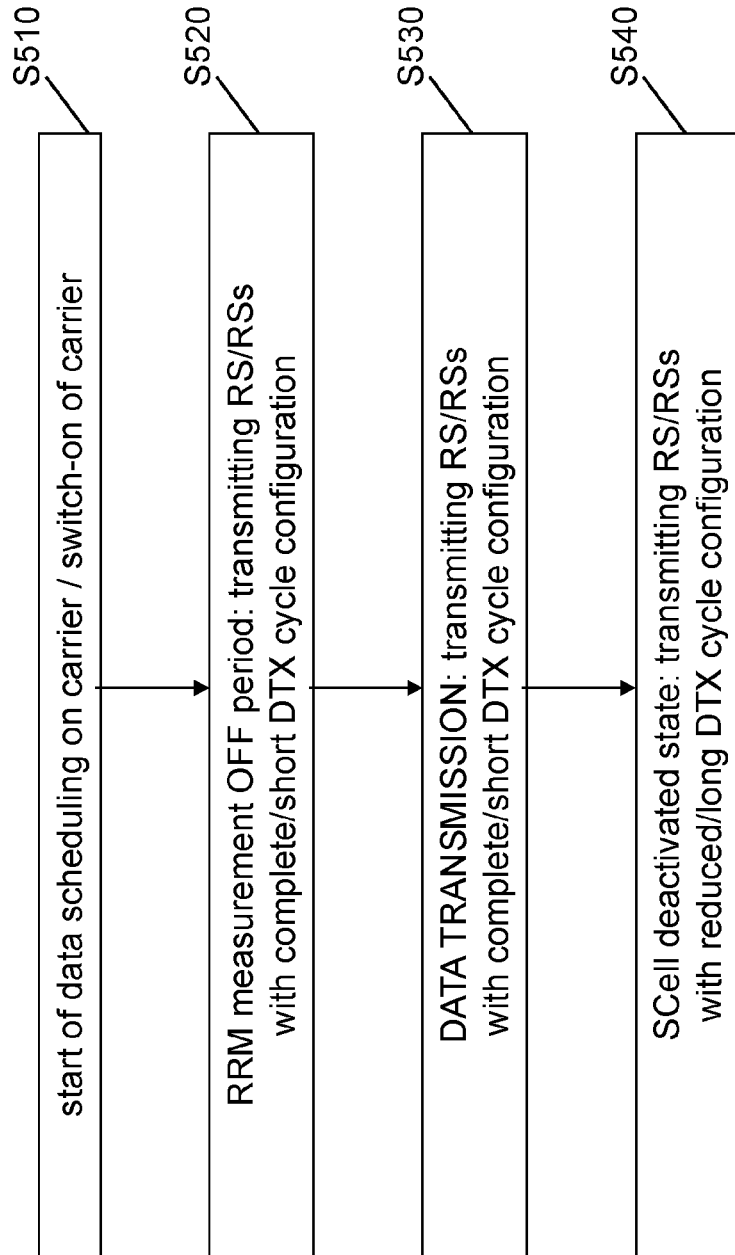 S510
start of data scheduling on carrier / switch-on of carrier
S520
RRM measurement OFF period: transmitting RS/RSs
with complete/short DTX cycle configuration
S530
DATA TRANSMISSION: transmitting RS/RSs
with complete/short DTX cycle configuration
S540
SCell deactivated state: transmitting RS/RSs
with reduced/long DTX cycle configuration